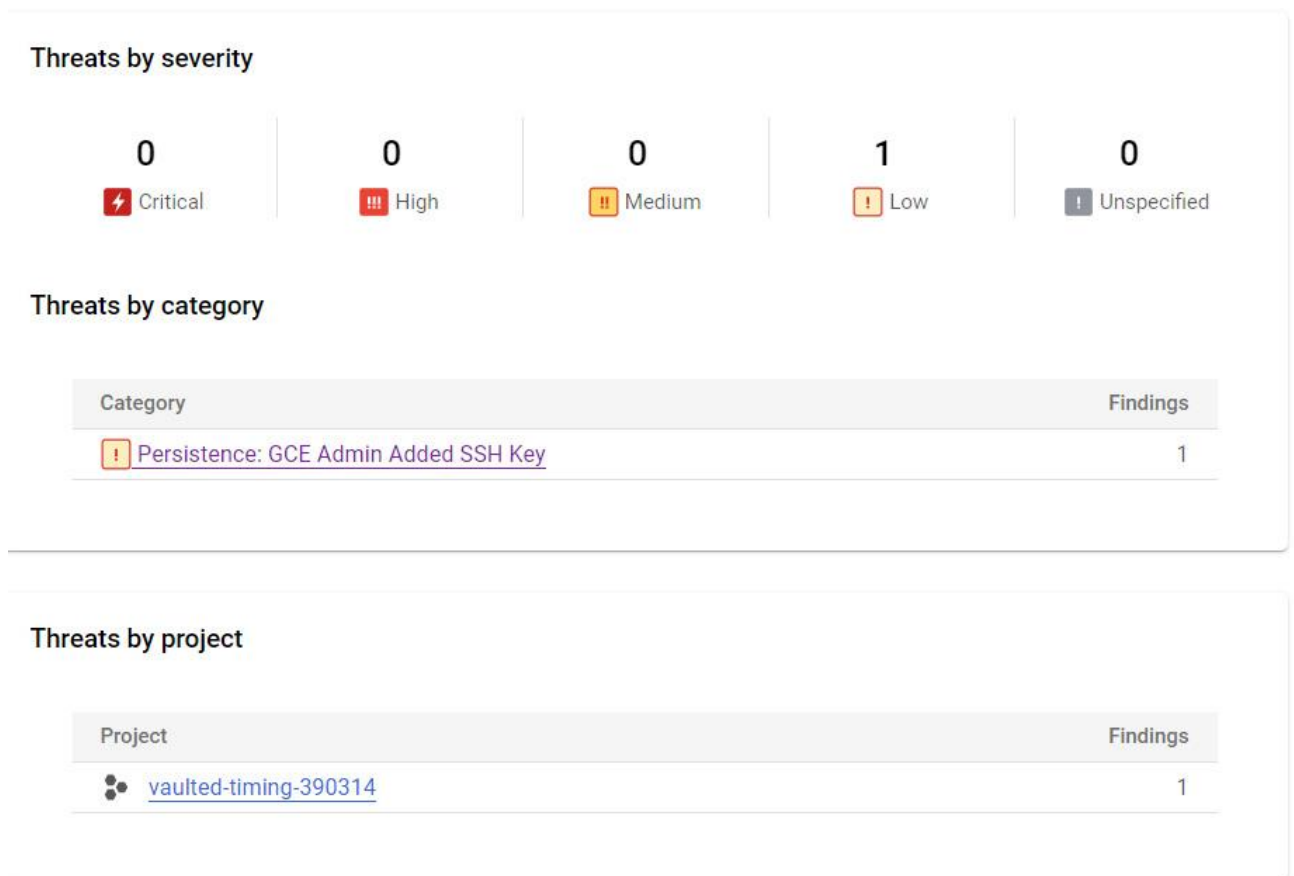 Threats by severity
0 0 0 1 0
Critical High Medium Low Unspecified
Threats by category
Category Findings
Persistence: GCE Admin Added SSH Key 1
Threats by project
Project Findings
vaulted-timing-390314 1